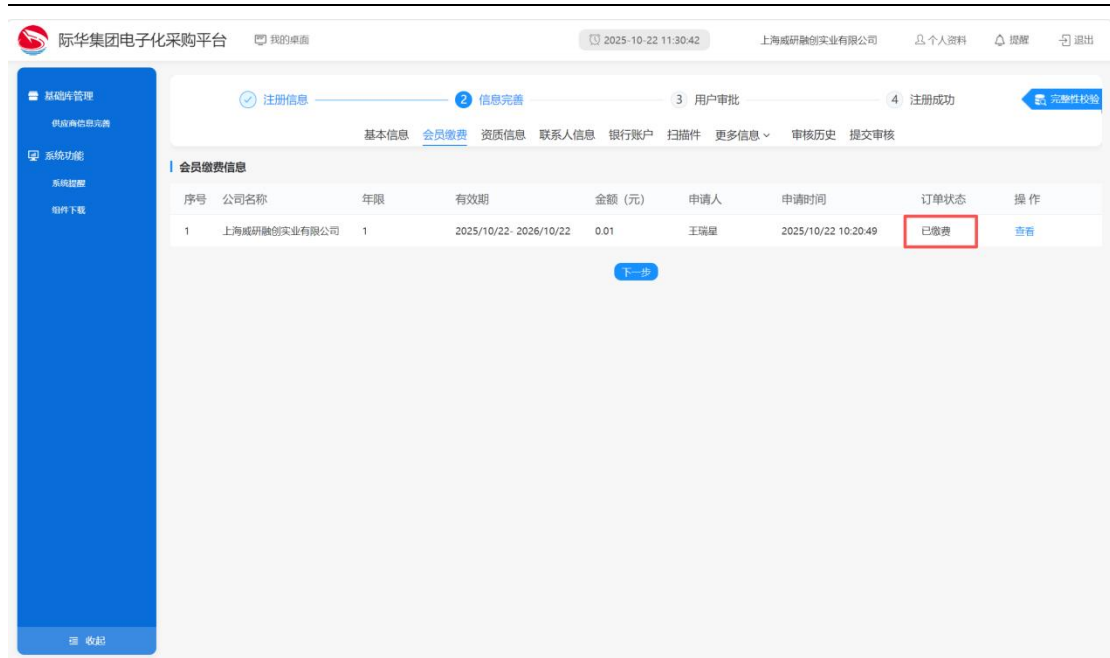 际华集团电子化采购平台 我的桌面 2025-10-22 11:30:42 上海威研融创实业有限公司 个人资料 提醒 退出
基础库管理
供应商信息完善
系统功能
系统提醒
组件下载
注册信息 2 信息完善 3 用户审批 4 注册成功 完整性校验
基本信息 会员缴费 资质信息 联系人信息 银行账户 扫描件 更多信息 审核历史 提交审核
会员缴费信息
序号 公司名称 年限 有效期 金额（元） 申请人 申请时间 订单状态 操作
1 上海威研融创实业有限公司 1 2025/10/22- 2026/10/22 0.01 王瑞星 2025/10/22 10:20:49 已缴费 查看
下一步
收起